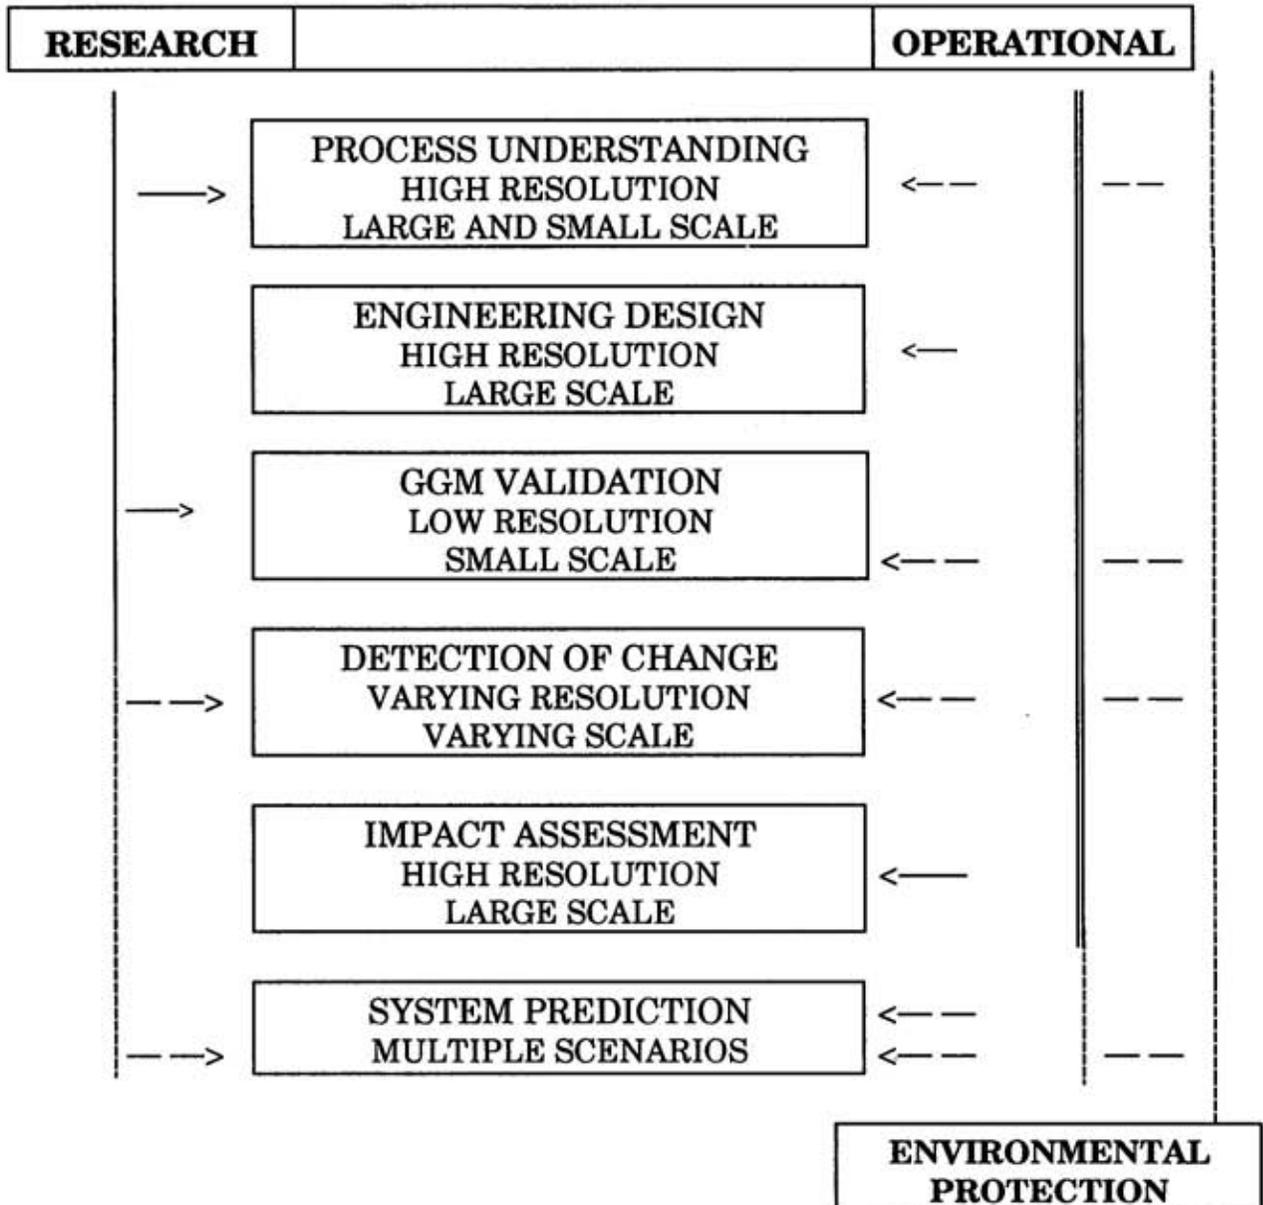 RESEARCH
OPERATIONAL
PROCESS UNDERSTANDING
HIGH RESOLUTION
LARGE AND SMALL SCALE
ENGINEERING DESIGN
HIGH RESOLUTION
LARGE SCALE
GGM VALIDATION
LOW RESOLUTION
SMALL SCALE
DETECTION OF CHANGE
VARYING RESOLUTION
VARYING SCALE
IMPACT ASSESSMENT
HIGH RESOLUTION
LARGE SCALE
SYSTEM PREDICTION
MULTIPLE SCENARIOS
ENVIRONMENTAL
PROTECTION